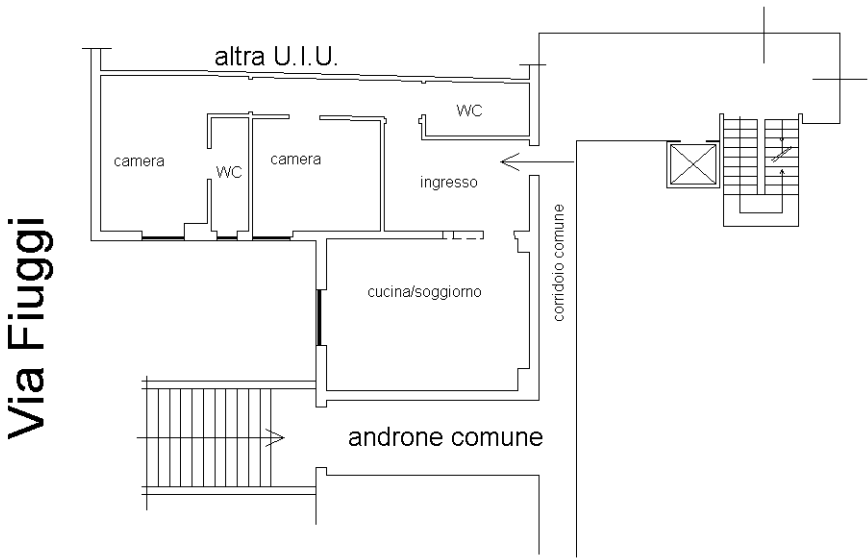 altra U.I.U.
WC
camera
WC
camera
ingresso
corridoio comune
cucina/soggiorno
Via Fiuggi
androne comune